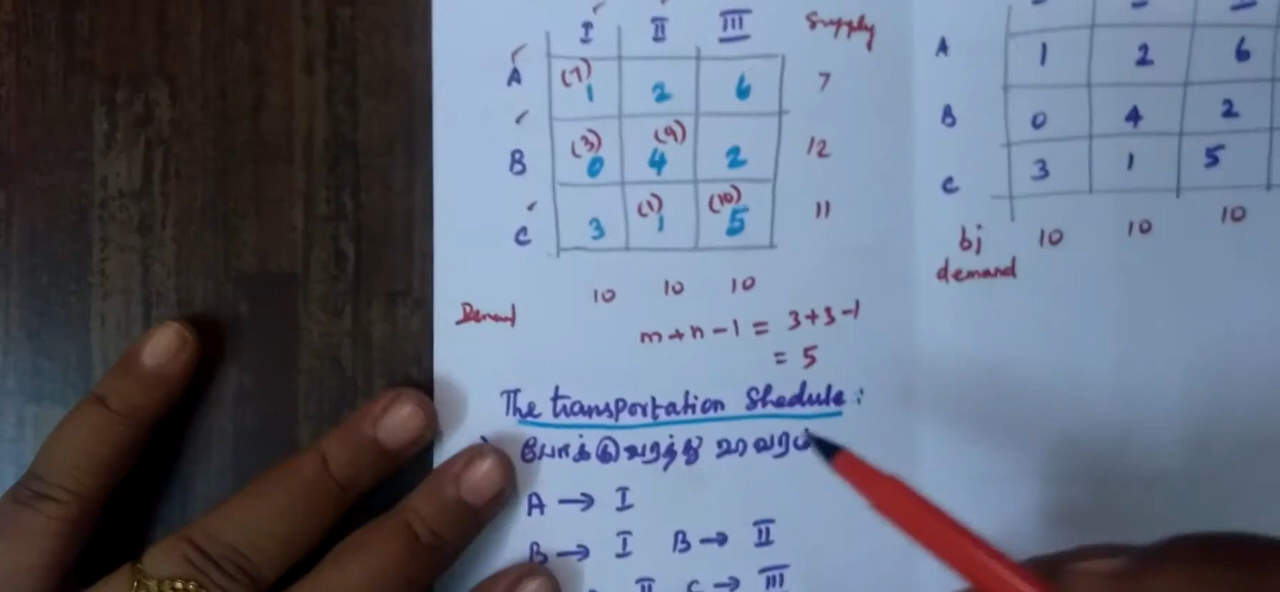 I II III Supply
A (7) 1 2 6 7
B (3) 0 (9) 4 2 12
C 3 (1) 1 (10) 5 11
10 10 10
m+n-1 = 3+3-1
= 5
The transportation Shedule:
போக்குவரத்து
A → I
B → I B → II
II C → III
A 1 2 6
B 0 4 2
C 3 1 5
bj 10 10 10
demand